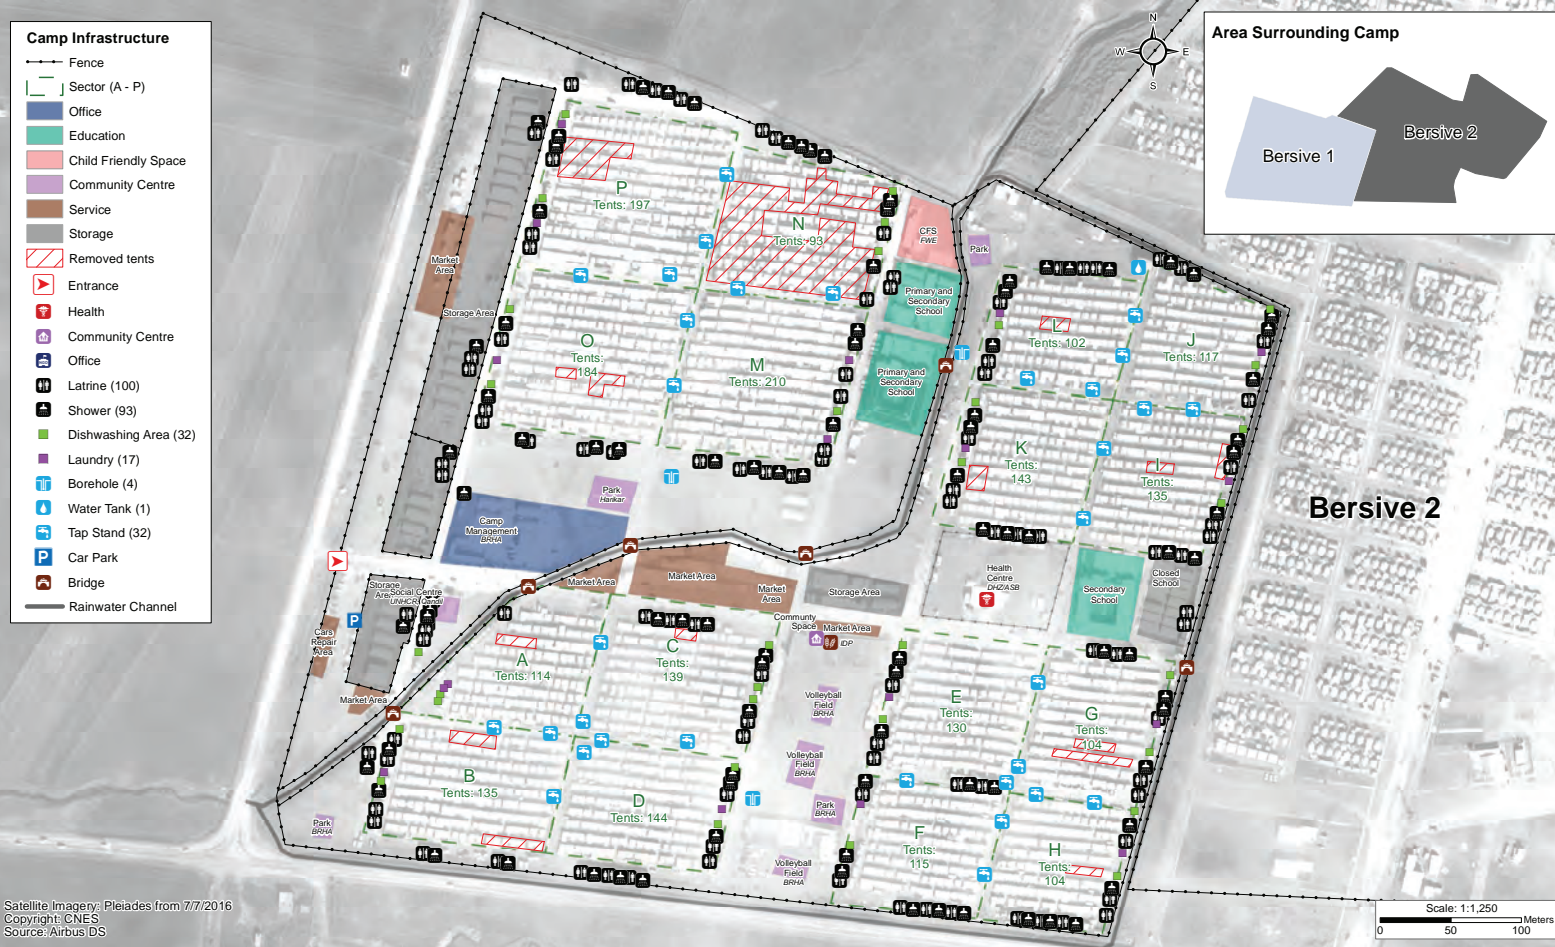 Camp Infrastructure
Fence
Sector (A - P)
Office
Education
Child Friendly Space
Community Centre
Service
Storage
Removed tents
Entrance
Health
Community Centre
Office
Latrine (100)
Shower (93)
Dishwashing Area (32)
Laundry (17)
Borehole (4)
Water Tank (1)
Tap Stand (32)
P
Car Park
Bridge
Rainwater Channel
N
W
E
S
Area Surrounding Camp
Bersive 1
Bersive 2
P
Tents: 197
N
Tents: 93
CFS
FWE
Park
Market
Area
Storage Area
Primary and
Secondary
School
O
Tents:
184
M
Tents: 210
Primary and
Secondary
School
L
Tents: 102
J
Tents: 117
K
Tents:
143
I
Tents:
135
Park
Harikar
Camp
Management
BRHA
Bersive 2
Market Area
Market Area
Market
Area
Storage Area
Health
Centre
DHZ/ASB
Secondary
School
Closed
School
Storage
Area
Social Centre
UNHCR/Qandil
P
Cars
Repair
Area
Market Area
Communty
Space
Market Area
IDP
A
Tents: 114
C
Tents:
139
Volleyball
Field
BRHA
E
Tents:
130
G
Tents:
104
B
Tents: 135
D
Tents: 144
Volleyball
Field
BRHA
Park
BRHA
F
Tents:
115
H
Tents:
104
Park
BRHA
Volleyball
Field
BRHA
Satellite Imagery: Pleiades from 7/7/2016
Copyright: CNES
Source: Airbus DS
Scale: 1:1,250
Meters
0 50 100